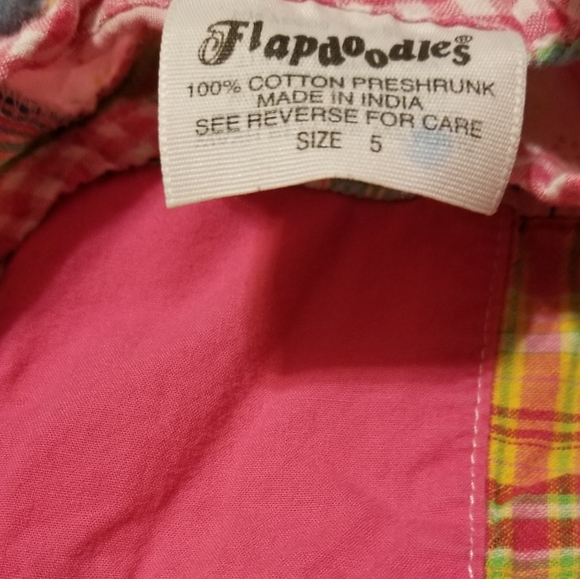 Flapdoodles
100% COTTON PRESHRUNK
MADE IN INDIA
SEE REVERSE FOR CARE
SIZE 5